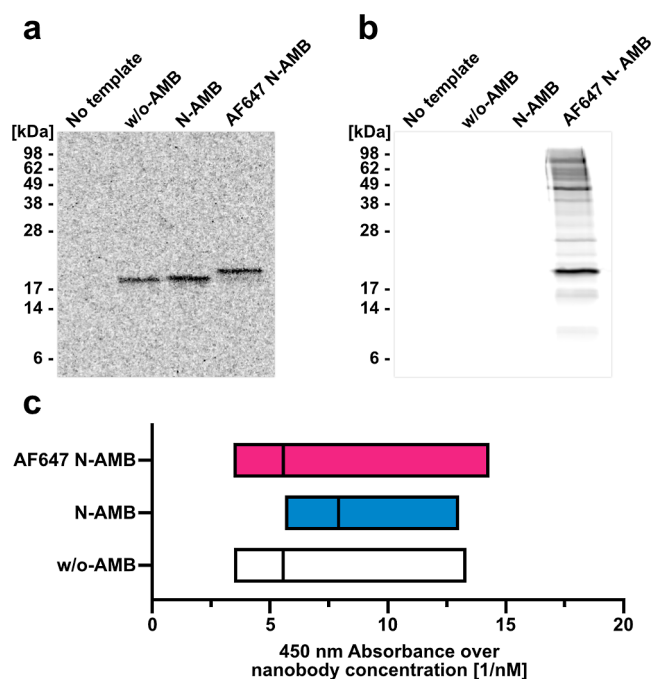 a
No template
w/o-AMB
N-AMB
AF647 N-AMB
[kDa]
98 -
62 -
49 -
38 -
28 -
17 -
14 -
6 -
b
No template
w/o-AMB
N-AMB
AF647 N- AMB
[kDa]
98 -
62 -
49 -
38 -
28 -
17 -
14 -
6 -
c
AF647 N-AMB
N-AMB
w/o-AMB
0 5 10 15 20
450 nm Absorbance over
nanobody concentration [1/nM]